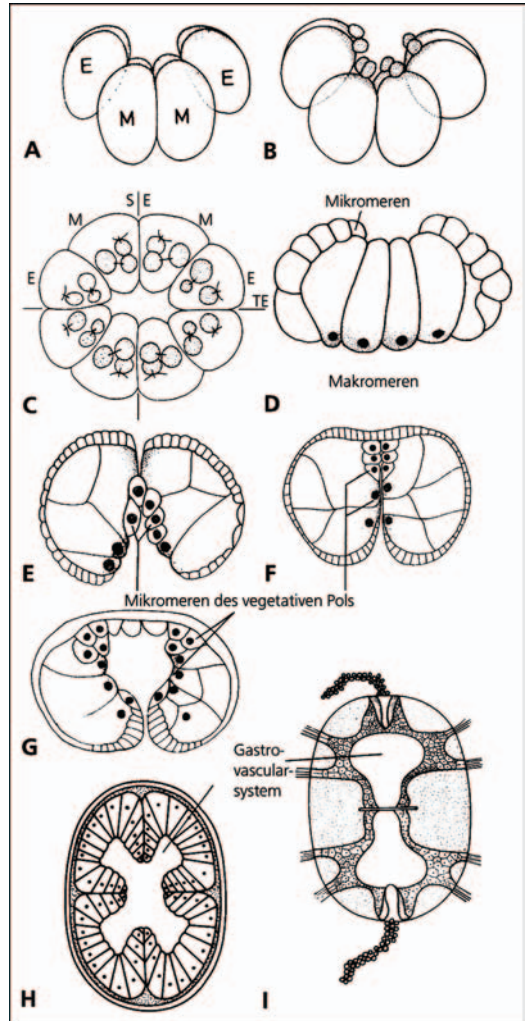 E E
M M
A
B
S E
M M
E E
TE
C
Mikromeren
Makromeren
D
E
F
Mikromeren des vegetativen Pols
G
Gastro-
vascular-
system
H
I